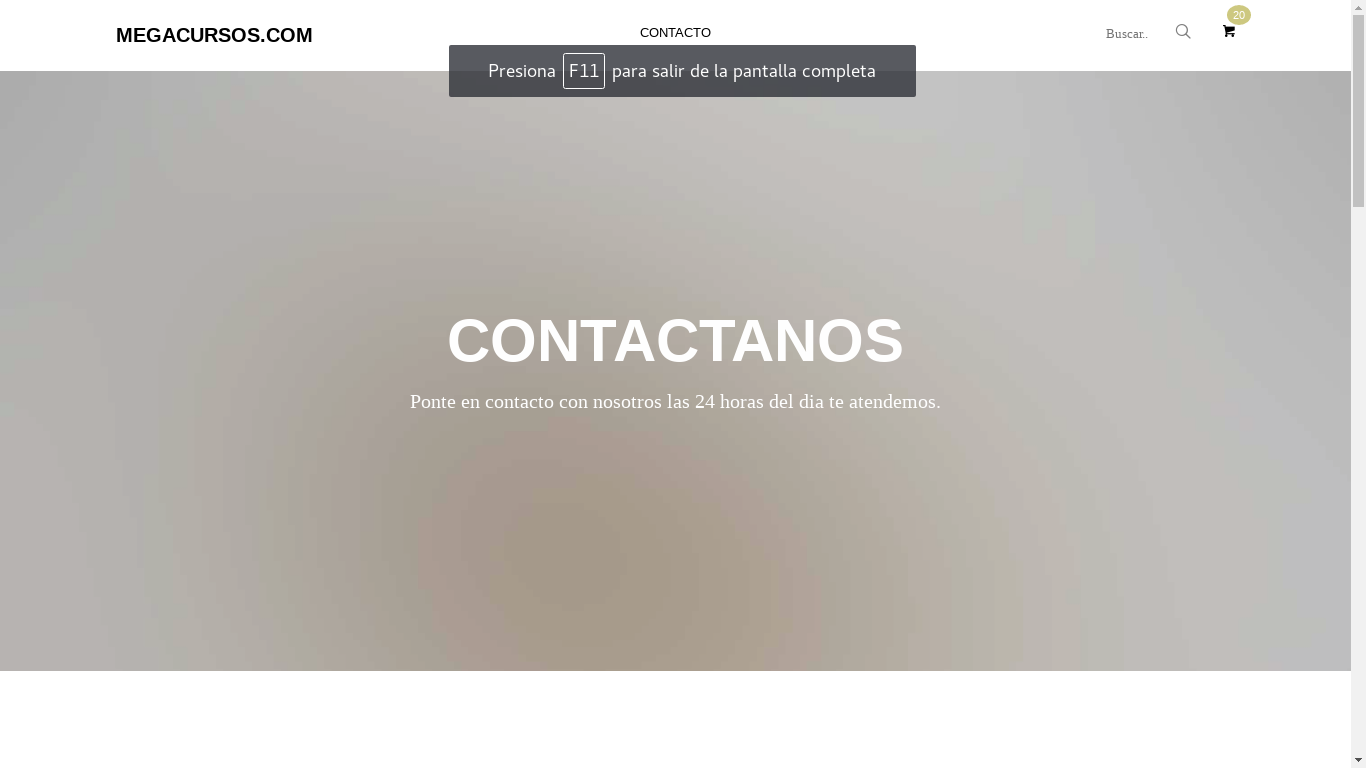 MEGACURSOS.COM
CONTACTO
Buscar..
20
Presiona F11 para salir de la pantalla completa
CONTACTANOS
Ponte en contacto con nosotros las 24 horas del dia te atendemos.